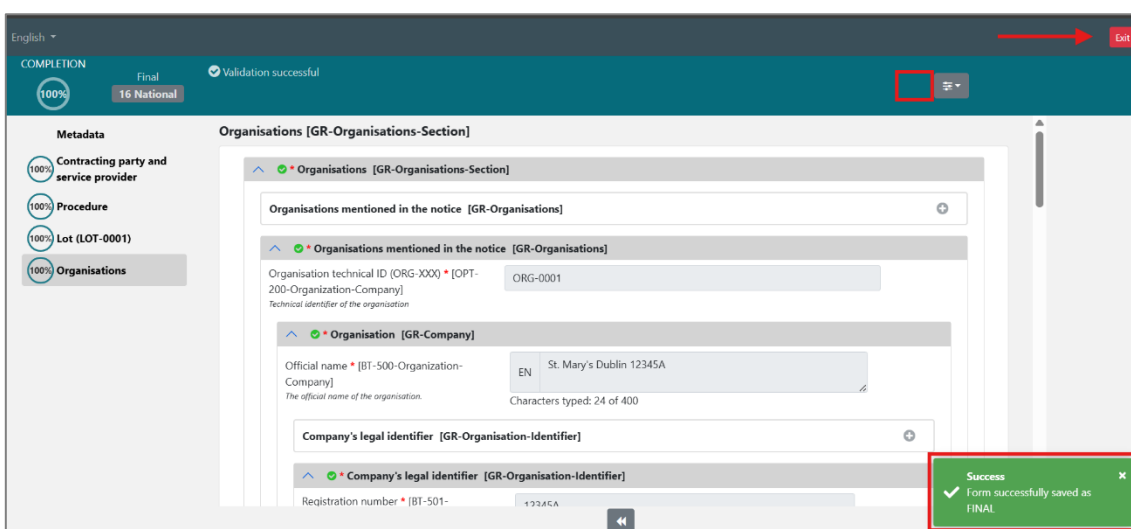 English
Exit
COMPLETION
100%
Final
16 National
Validation successful
Metadata
100% Contracting party and
service provider
100% Procedure
100% Lot (LOT-0001)
100% Organisations
Organisations [GR-Organisations-Section]
* Organisations [GR-Organisations-Section]
Organisations mentioned in the notice [GR-Organisations]
* Organisations mentioned in the notice [GR-Organisations]
Organisation technical ID (ORG-XXX) * [OPT-
200-Organization-Company]
Technical identifier of the organisation
ORG-0001
* Organisation [GR-Company]
Official name * [BT-500-Organization-
Company]
The official name of the organisation.
EN
St. Mary's Dublin 12345A
Characters typed: 24 of 400
Company's legal identifier [GR-Organisation-Identifier]
* Company's legal identifier [GR-Organisation-Identifier]
Registration number * [BT-501-
12345A
Success
Form successfully saved as
FINAL